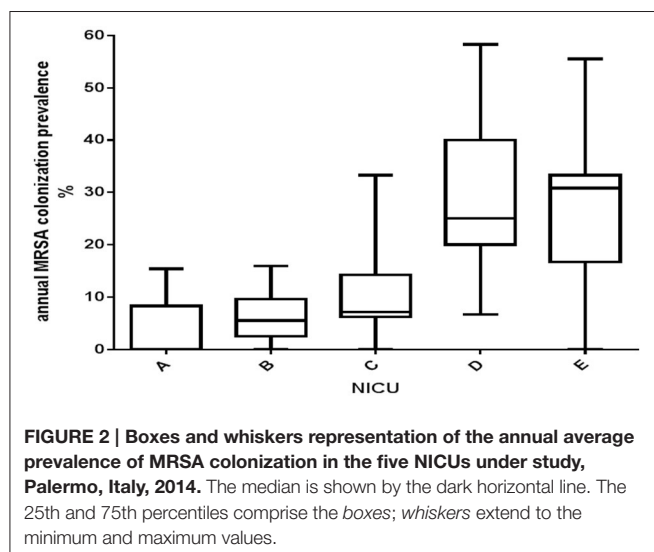 annual MRSA colonization prevalence
%
60
50
40
30
20
10
0
A
B
C
D
E
NICU
FIGURE 2 | Boxes and whiskers representation of the annual average
prevalence of MRSA colonization in the five NICUs under study,
Palermo, Italy, 2014. The median is shown by the dark horizontal line. The
25th and 75th percentiles comprise the boxes; whiskers extend to the
minimum and maximum values.